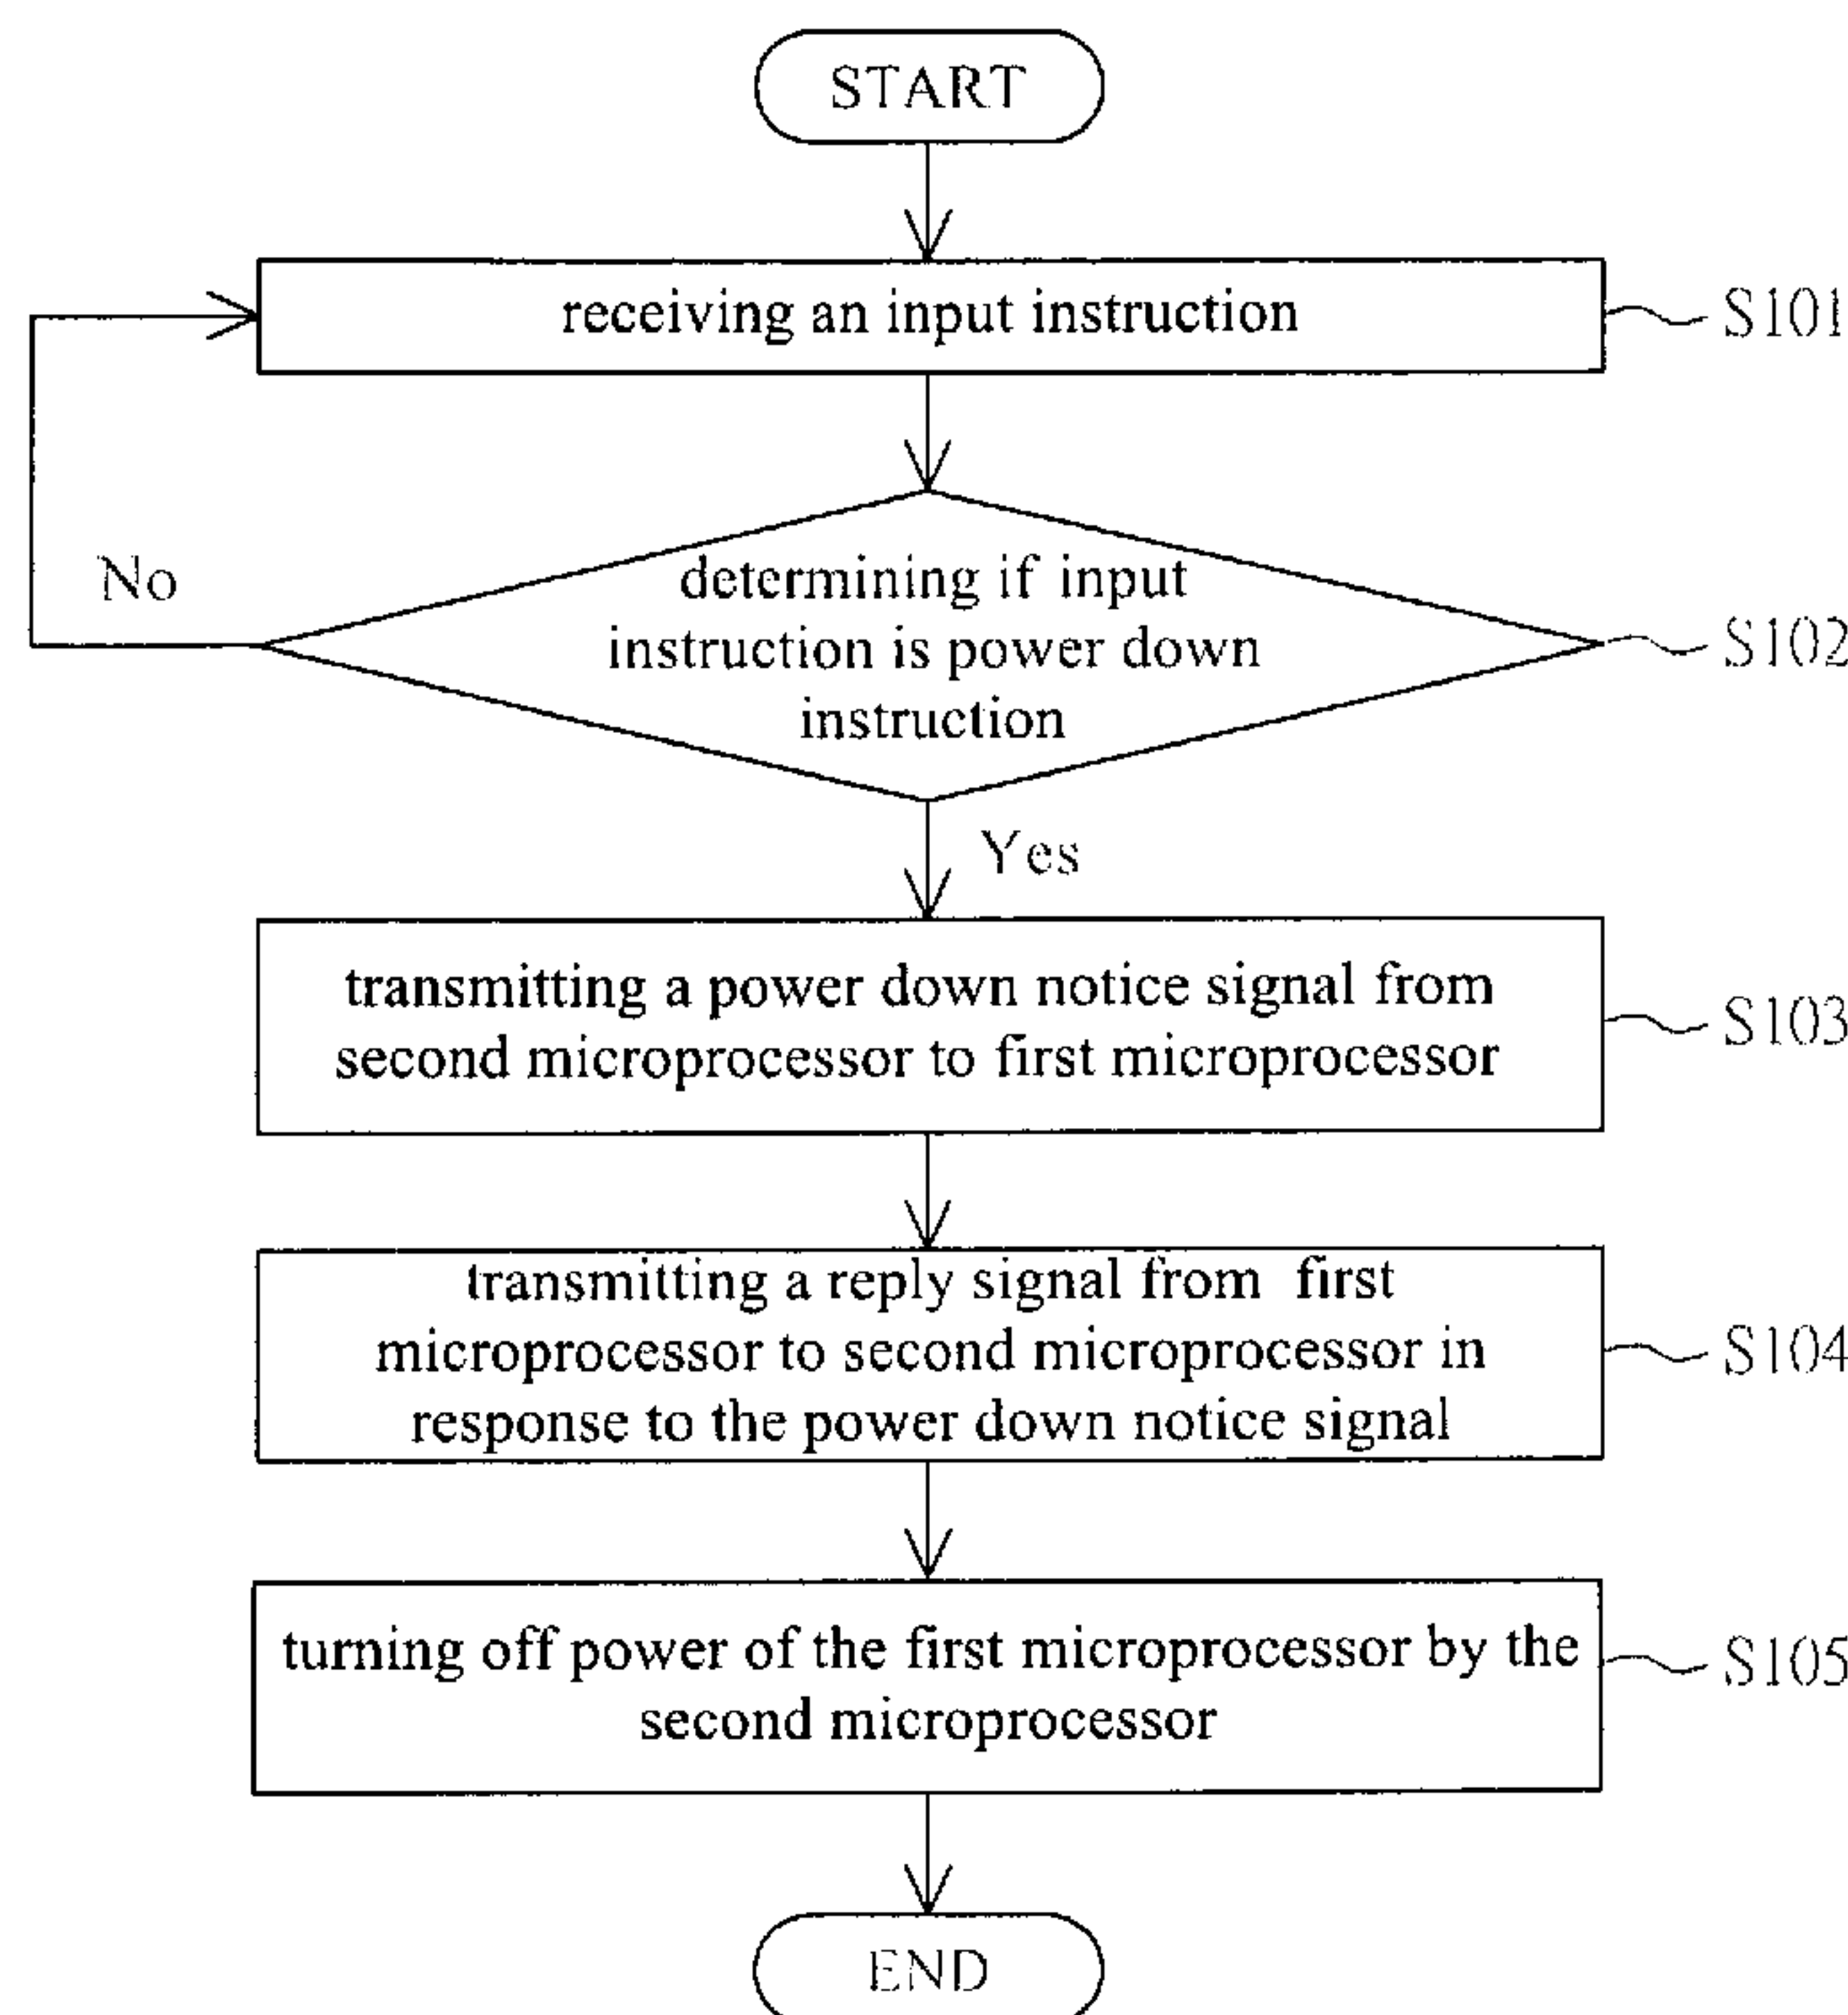 START
receiving an input instruction
S101
determining if input
instruction is power down
instruction
S102
No
Yes
transmitting a power down notice signal from
second microprocessor to first microprocessor
S103
transmitting a reply signal from first
microprocessor to second microprocessor in
response to the power down notice signal
S104
turning off power of the first microprocessor by the
second microprocessor
S105
END